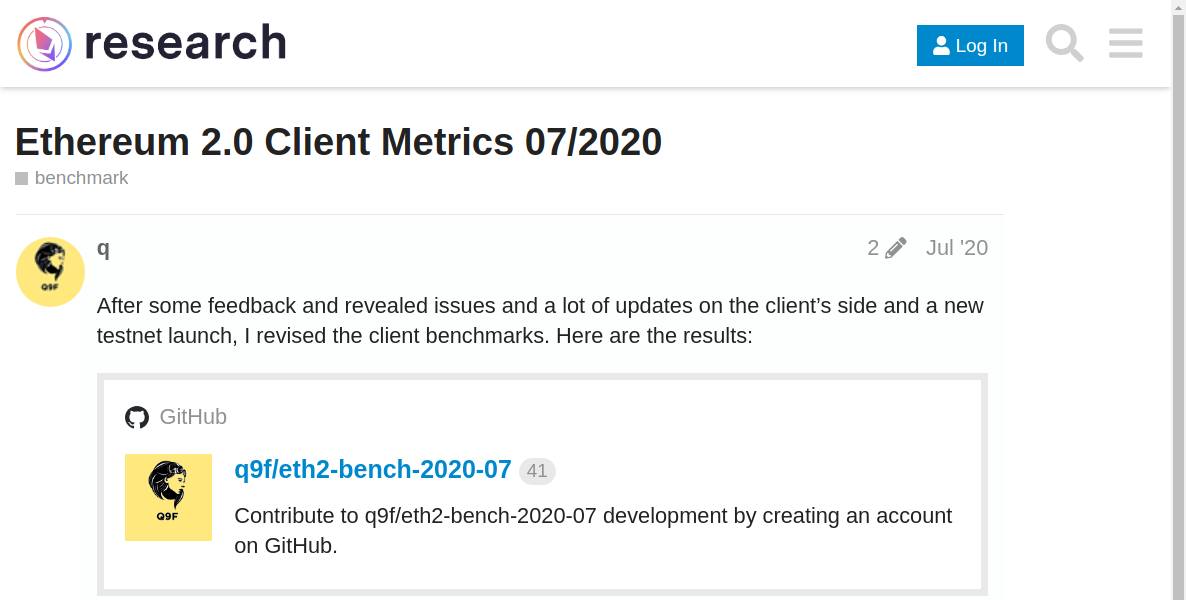 research
Log In
Ethereum 2.0 Client Metrics 07/2020
benchmark
q
2
Jul '20
Q9F
After some feedback and revealed issues and a lot of updates on the client’s side and a new
testnet launch, I revised the client benchmarks. Here are the results:
GitHub
q9f/eth2-bench-2020-07 41
Q9F
Contribute to q9f/eth2-bench-2020-07 development by creating an account
on GitHub.